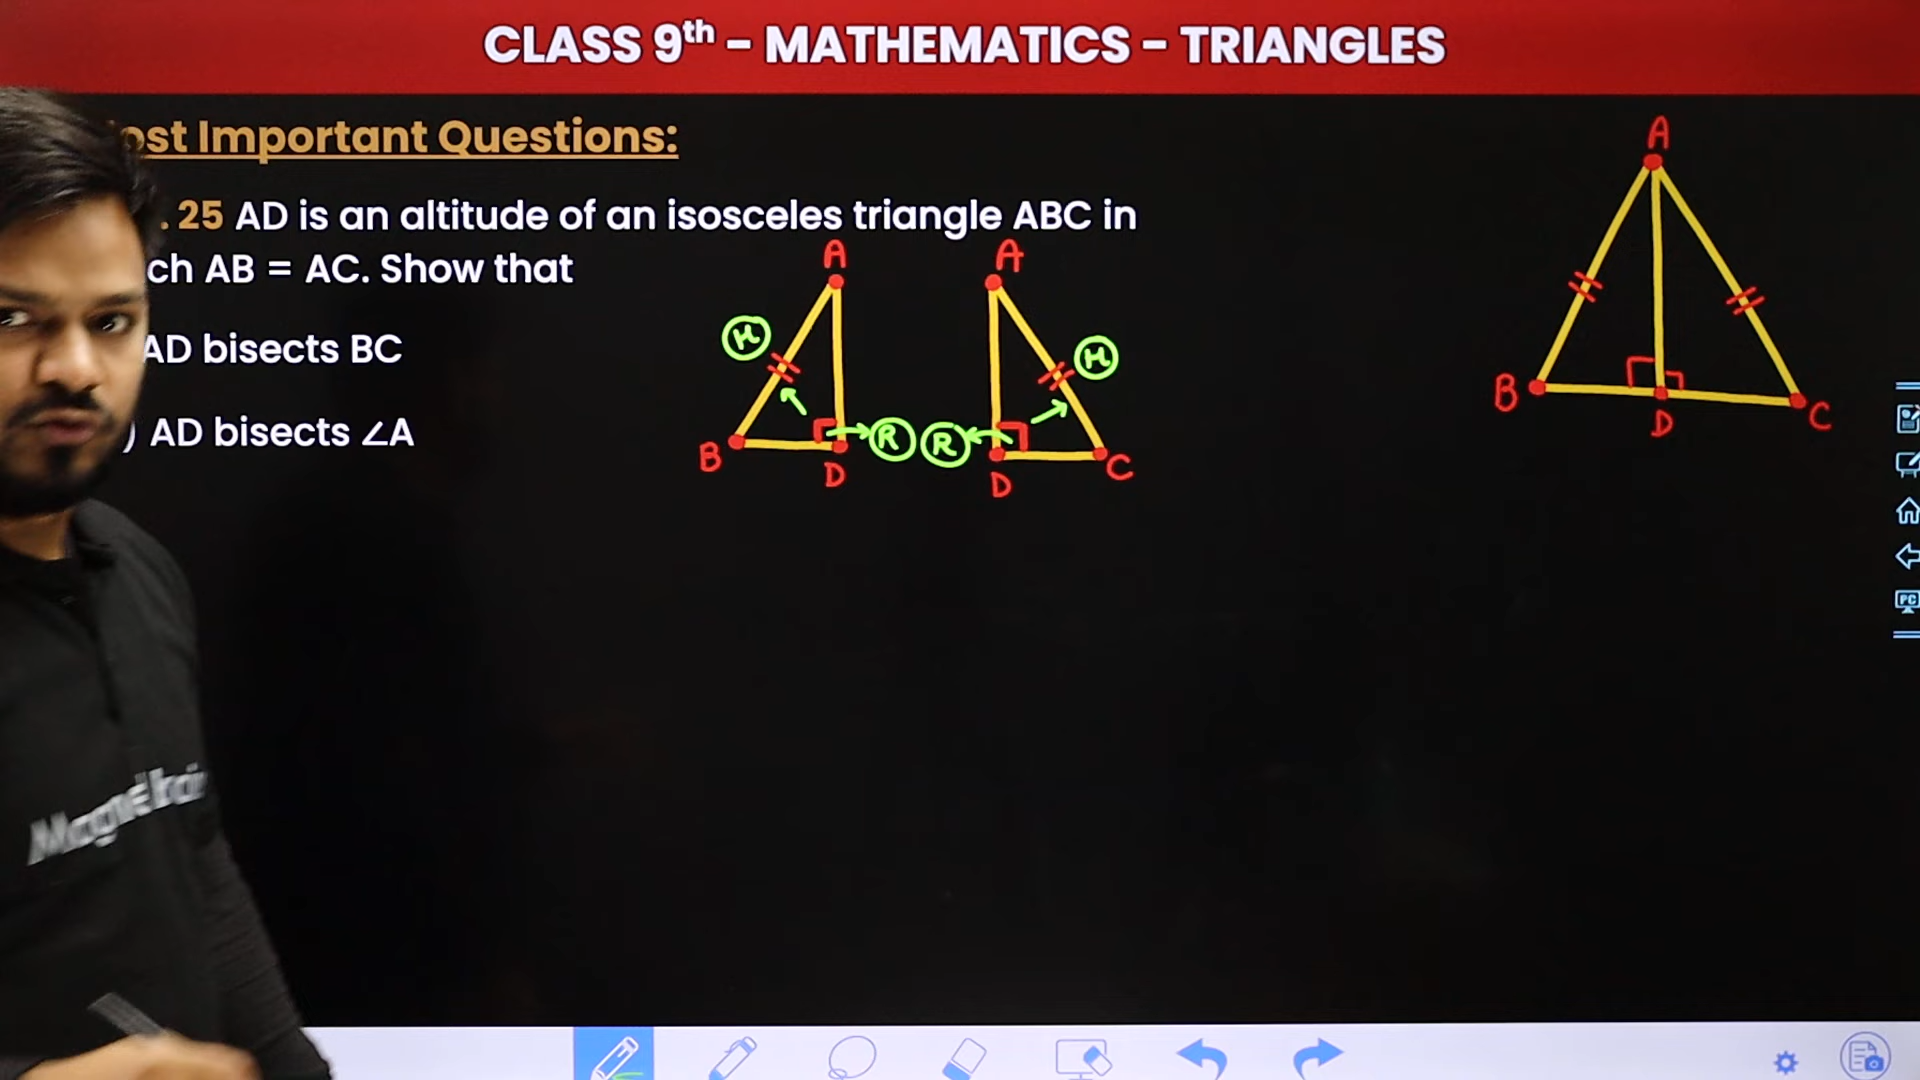 CLASS 9th – MATHEMATICS – TRIANGLES
ost Important Questions:
. 25 AD is an altitude of an isosceles triangle ABC in
ch AB = AC. Show that
AD bisects BC
) AD bisects ∠A
A
B
D
H
R
A
D
C
H
R
A
B
D
C
PC